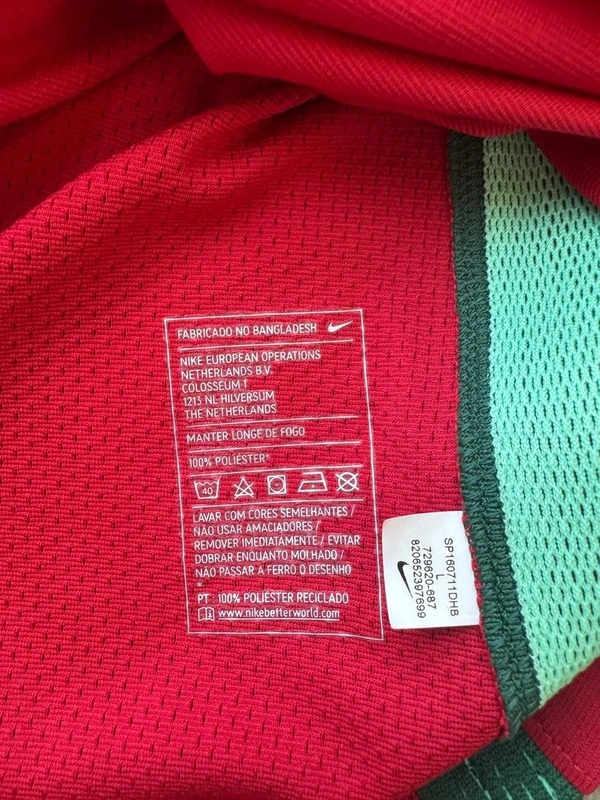 FABRICADO NO BANGLADESH
NIKE EUROPEAN OPERATIONS
NETHERLANDS B.V.
COLOSSEUM 1
1213 NL-HILVERSUM
THE NETHERLANDS
MANTER LONGE DE FOGO
100% POLIÉSTER*
40
LAVAR COM CORES SEMELHANTES /
NÃO USAR AMACIADORES /
REMOVER IMEDIATAMENTE / EVITAR
DOBRAR ENQUANTO MOLHADO /
NÃO PASSAR A FERRO O DESENHO
*
PT 100% POLIÉSTER RECICLADO
www.nikebetterworld.com
SP160711DHB
729620-687
L
820652397699